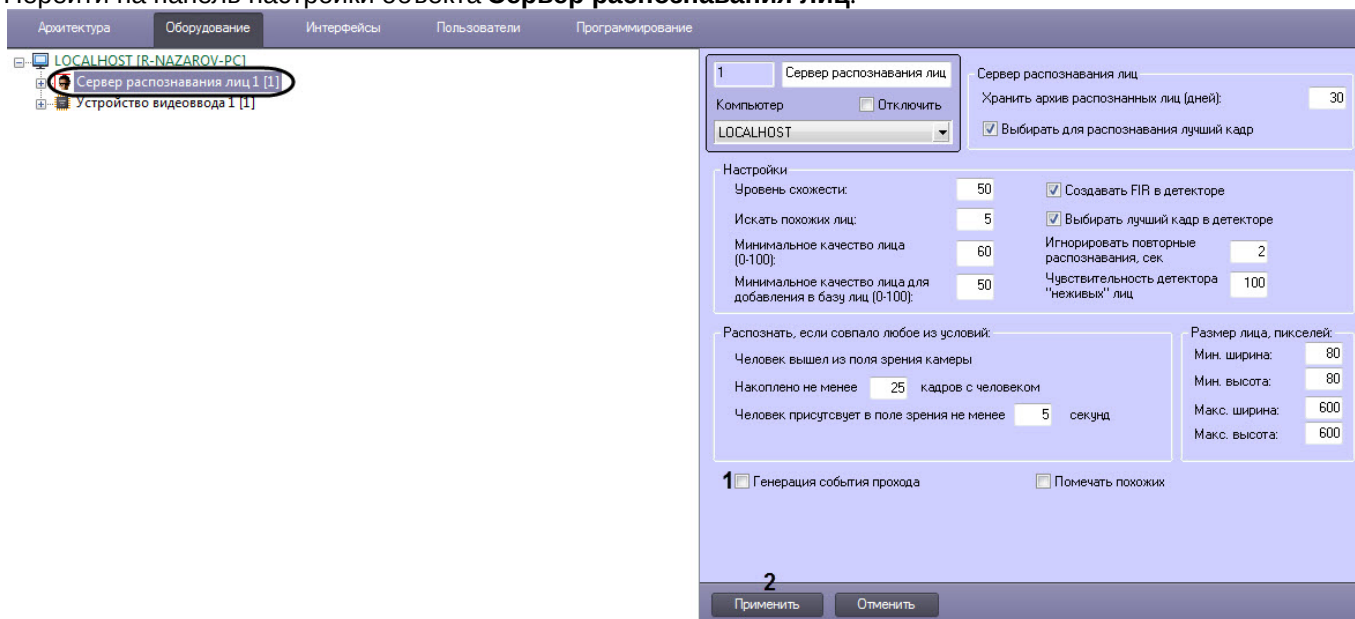 Перейти на панель настройки объекта Сервер распознавания лиц.
Архитектура Оборудование Интерфейсы Пользователи Программирование
LOCALHOST [R-NAZAROV-PC]
Сервер распознавания лиц 1 [1]
Устройство видеоввода 1 [1]
1 Сервер распознавания лиц
Компьютер Отключить
LOCALHOST
Сервер распознавания лиц
Хранить архив распознанных лиц (дней): 30
Выбирать для распознавания лучший кадр
Настройки
Уровень схожести: 50
Искать похожих лиц: 5
Минимальное качество лица
(0-100): 60
Минимальное качество лица для
добавления в базу лиц (0-100): 50
Создавать FIR в детекторе
Выбирать лучший кадр в детекторе
Игнорировать повторные
распознавания, сек 2
Чувствительность детектора
"неживых" лиц 100
Распознать, если совпало любое из условий:
Человек вышел из поля зрения камеры
Накоплено не менее 25 кадров с человеком
Человек присутсвует в поле зрения не менее 5 секунд
Размер лица, пикселей:
Мин. ширина: 80
Мин. высота: 80
Макс. ширина: 600
Макс. высота: 600
1 Генерация события прохода Помечать похожих
2
Применить Отменить